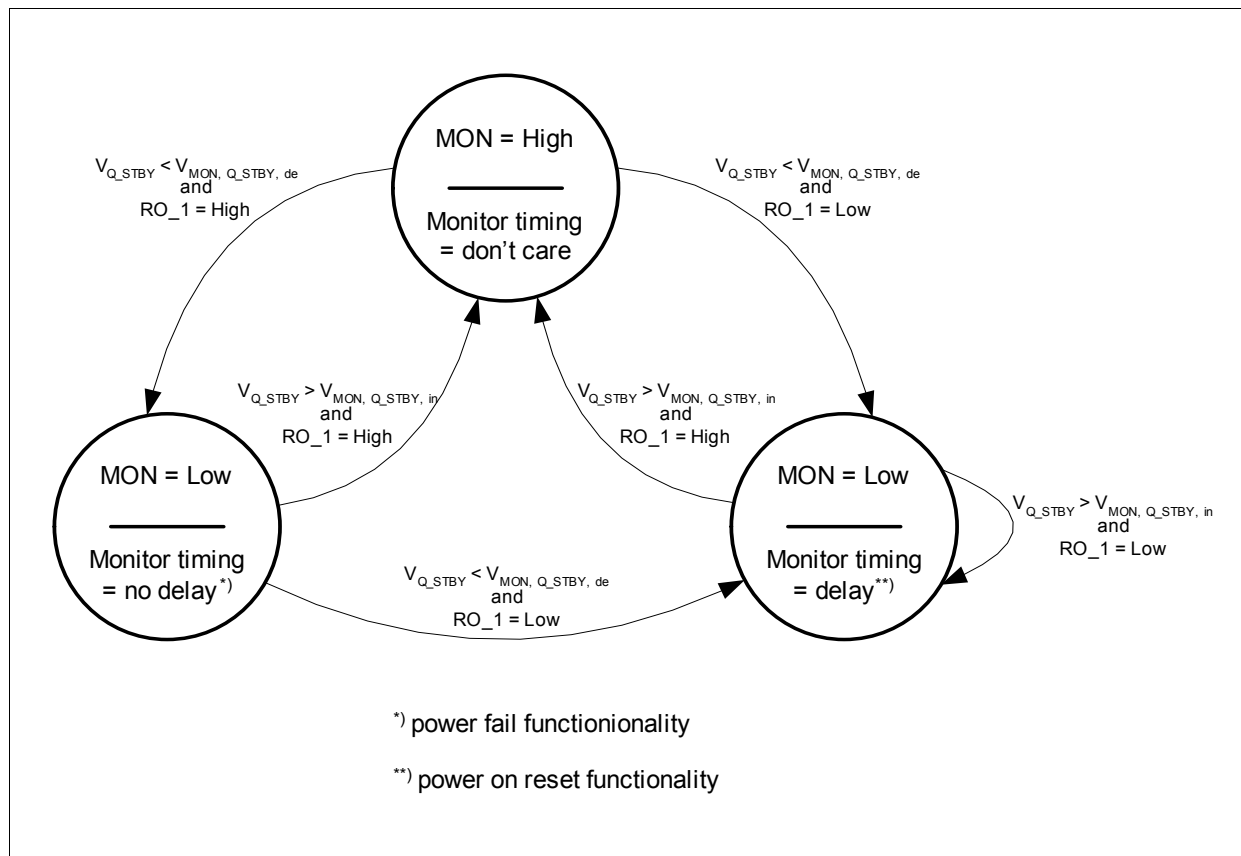 MON = High
Monitor timing
= don't care
V_Q_STBY < V_MON, Q_STBY, de
and
RO_1 = High
V_Q_STBY < V_MON, Q_STBY, de
and
RO_1 = Low
V_Q_STBY > V_MON, Q_STBY, in
and
RO_1 = High
V_Q_STBY > V_MON, Q_STBY, in
and
RO_1 = High
MON = Low
Monitor timing
= no delay*)
MON = Low
Monitor timing
= delay**)
V_Q_STBY > V_MON, Q_STBY, in
and
RO_1 = Low
V_Q_STBY < V_MON, Q_STBY, de
and
RO_1 = Low
*) power fail functionionality
**) power on reset functionality